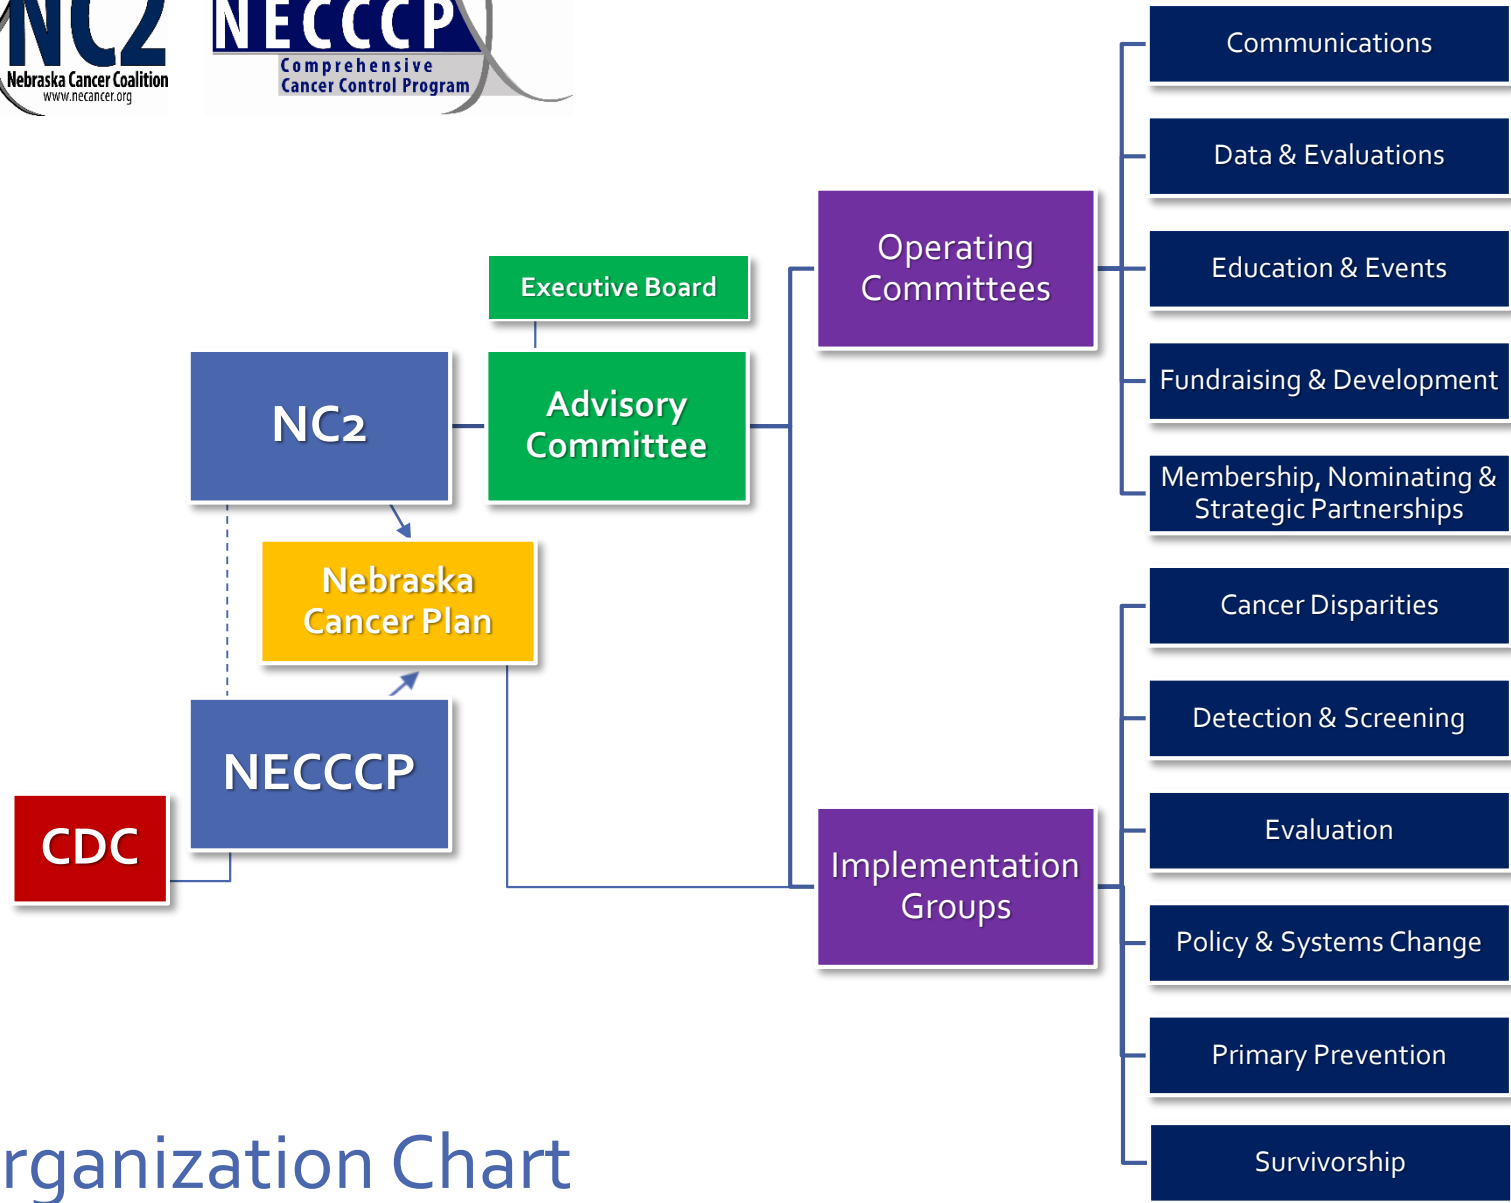 NC2
Nebraska Cancer Coalition
www.necancer.org
NECCCP
Comprehensive
Cancer Control Program
Communications
Data & Evaluations
Education & Events
Fundraising & Development
Membership, Nominating &
Strategic Partnerships
Operating
Committees
Executive Board
Advisory
Committee
NC2
Nebraska
Cancer Plan
NECCCP
CDC
Implementation
Groups
Cancer Disparities
Detection & Screening
Evaluation
Policy & Systems Change
Primary Prevention
Survivorship
rganization Chart